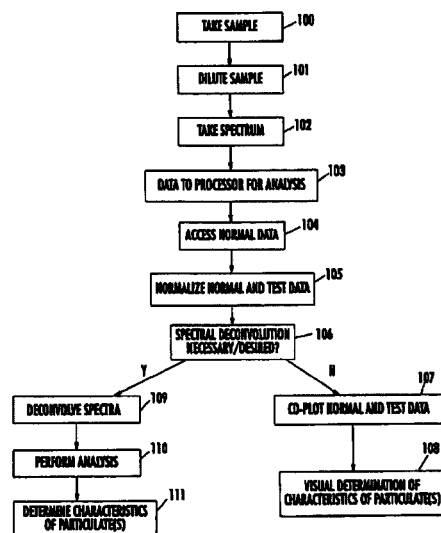 TAKE SAMPLE
100
DILUTE SAMPLE
101
TAKE SPECTRUM
102
DATA TO PROCESSOR FOR ANALYSIS
103
ACCESS NORMAL DATA
104
NORMALIZE NORMAL AND TEST DATA
105
SPECTRAL DECONVOLUTION
NECESSARY/DESIRED?
106
Y
N
DECONVOLVE SPECTRA
109
CO-PLOT NORMAL AND TEST DATA
107
PERFORM ANALYSIS
110
VISUAL DETERMINATION OF
CHARACTERISTICS OF PARTICULATE(S)
108
DETERMINE CHARACTERISTICS
OF PARTICULATE(S)
111